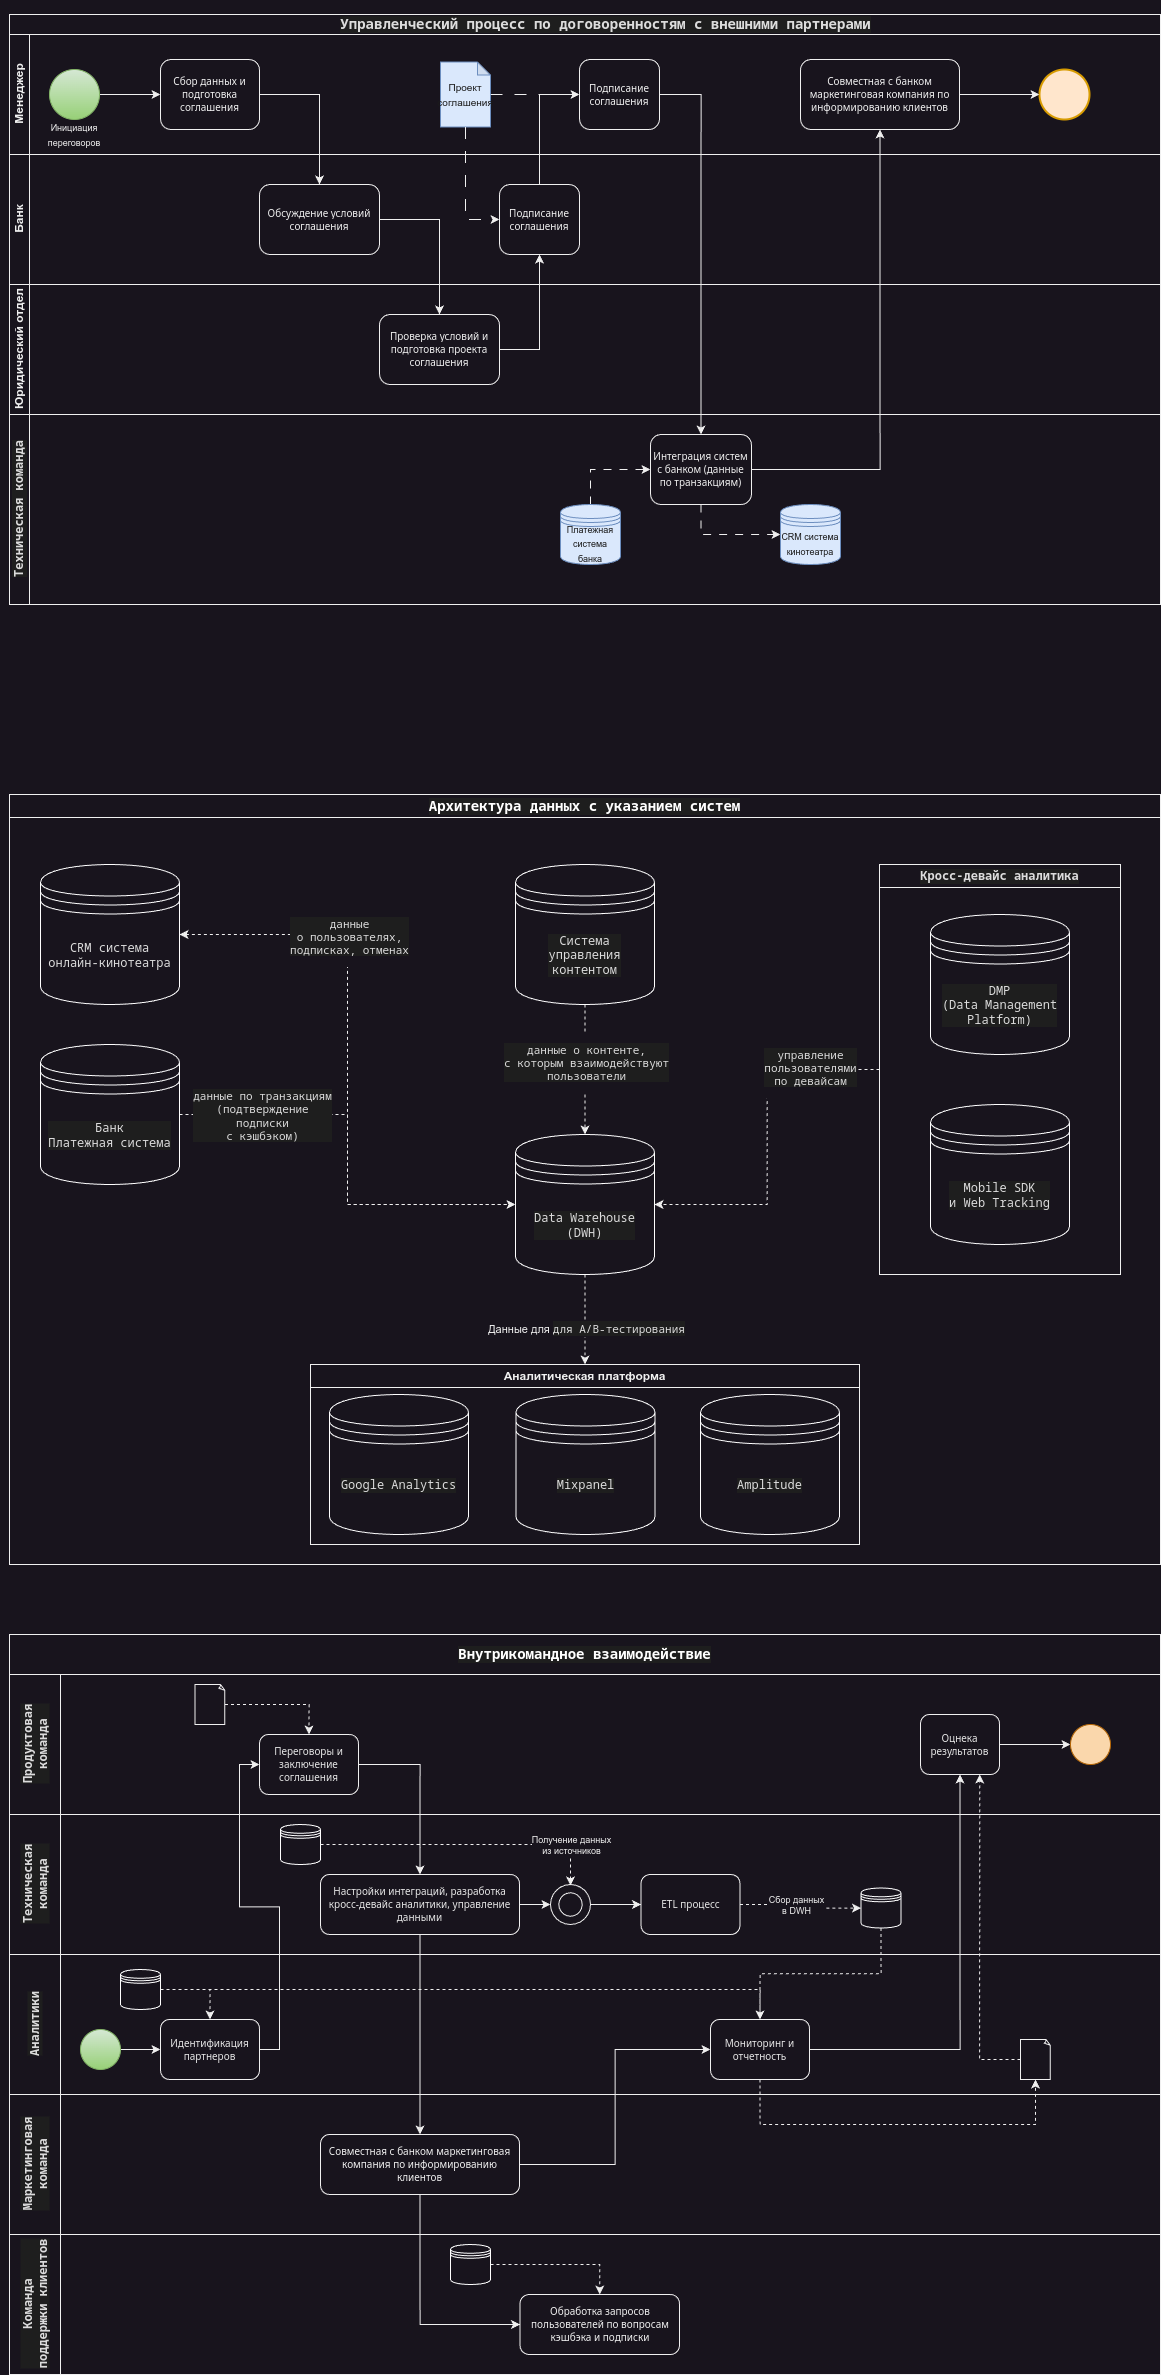 Управленческий процесс по договоренностям с внешними партнерами
Менеджер
Инициация
переговоров
Сбор данных и
подготовка
соглашения
Проект
соглашения
Подписание
соглашения
Совместная с банком
маркетинговая компания по
информированию клиентов
Банк
Обсуждение условий
соглашения
Подписание
соглашения
Юридический отдел
Проверка условий и
подготовка проекта
соглашения
Техническая команда
Интеграция систем
с банком (данные
по транзакциям)
Платежная
система
банка
CRM система
кинотеатра
Архитектура данных с указанием систем
CRM система
онлайн-кинотеатра
данные
о пользователях,
подписках, отменах
Система
управления
контентом
Кросс-девайс аналитика
DMP
(Data Management
Platform)
данные о контенте,
с которым взаимодействуют
пользователи
управление
пользователями
по девайсам
Банк
Платежная система
данные по транзакциям
(подтверждение
подписки
с кэшбэком)
Mobile SDK
и Web Tracking
Data Warehouse
(DWH)
Данные для для A/B-тестирования
Аналитическая платформа
Google Analytics
Mixpanel
Amplitude
Внутрикомандное взаимодействие
Продуктовая
команда
Переговоры и
заключение
соглашения
Оцнека
результатов
Техническая
команда
Получение данных
из источников
Настройки интеграций, разработка
кросс-девайс аналитики, управление
данными
ETL процесс
Сбор данных
в DWH
Аналитики
Идентификация
партнеров
Мониторинг и
отчетность
Маркетинговая
команда
Совместная с банком маркетинговая
компания по информированию
клиентов
Команда
поддержки клиентов
Обработка запросов
пользователей по вопросам
кэшбэка и подписки